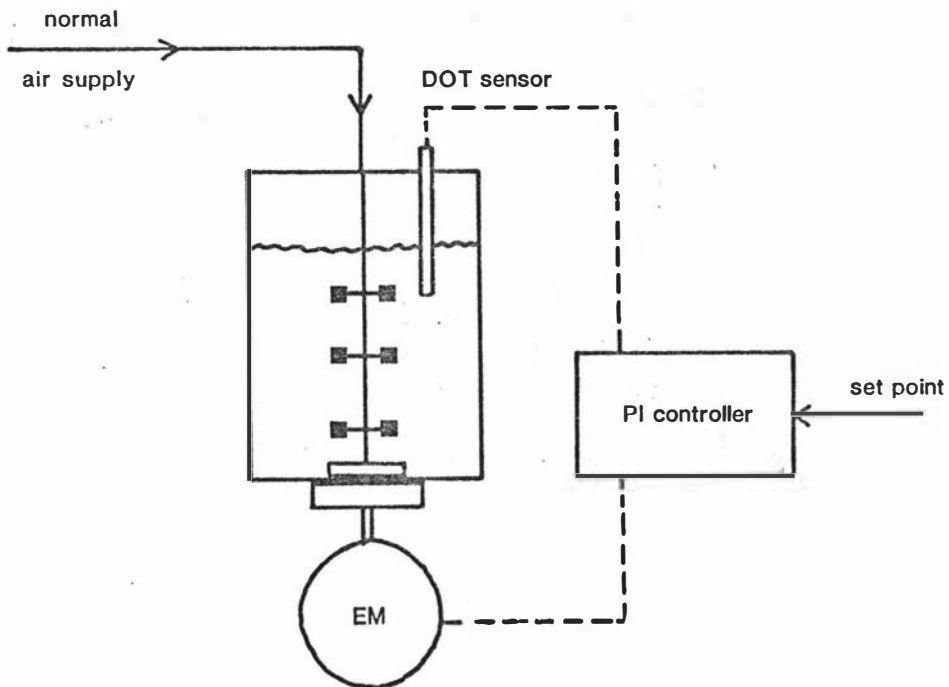 normal
air supply
DOT sensor
PI controller
set point
EM